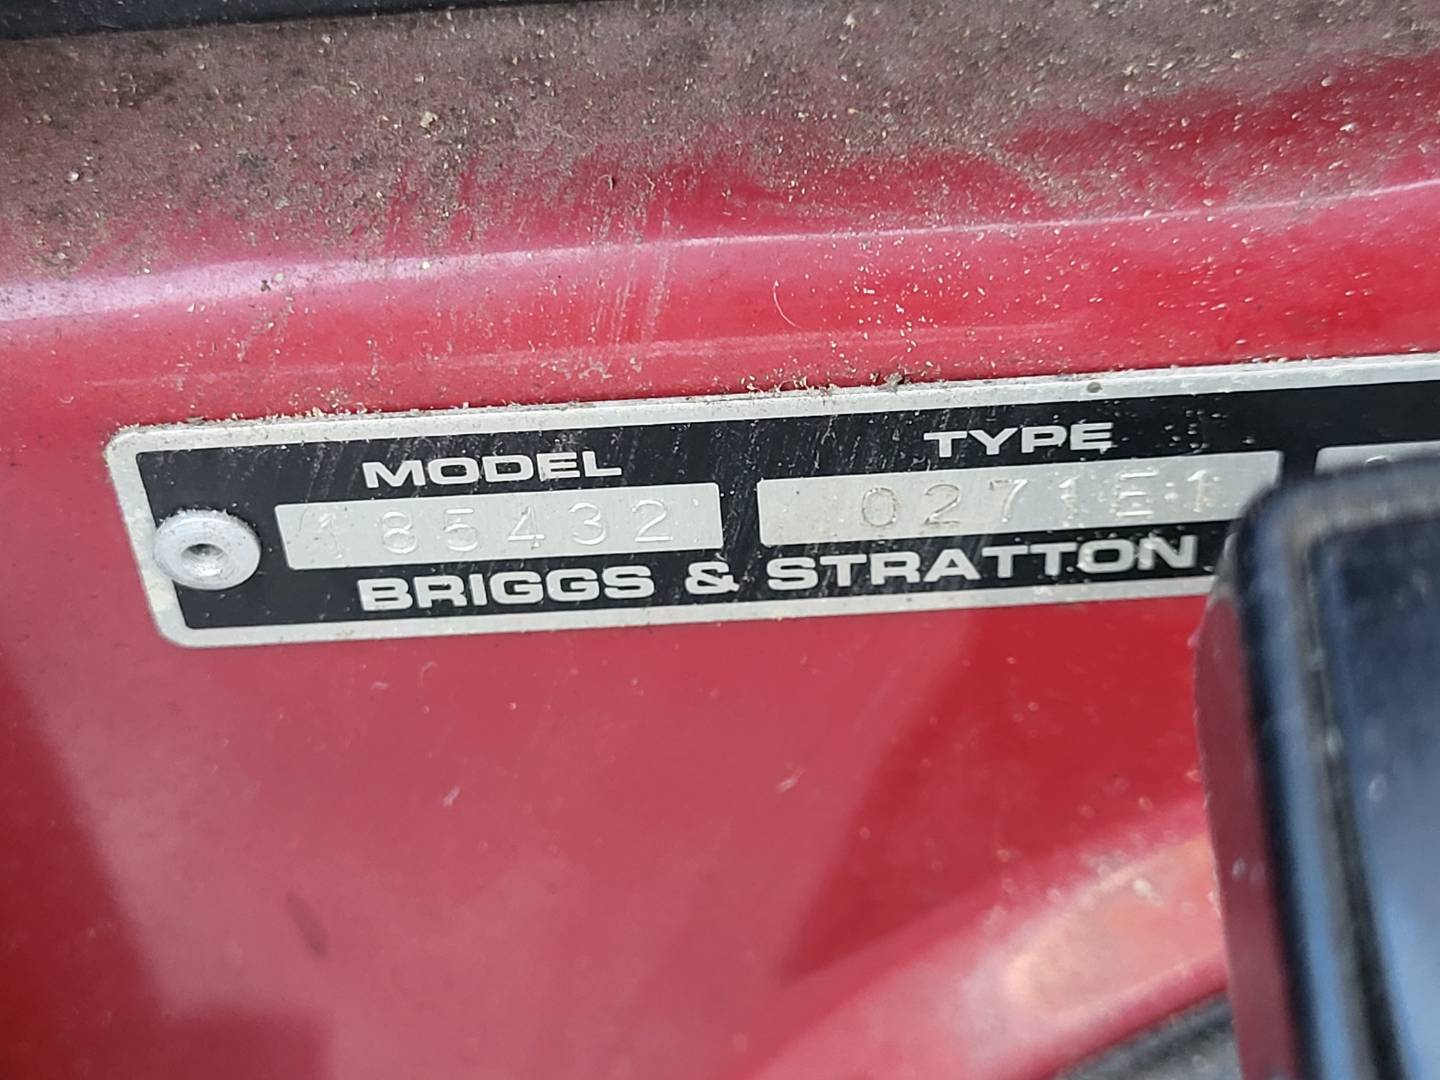 MODEL TYPE
185432 0271E1
BRIGGS & STRATTON